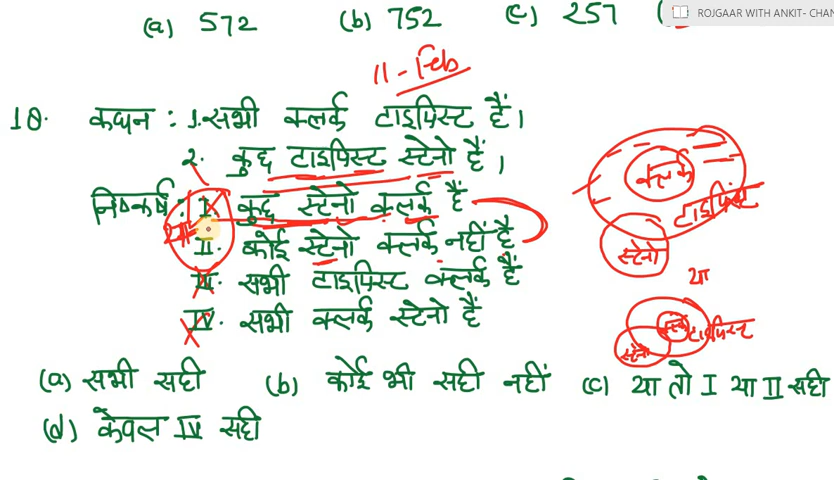 (a) 572 (b) 752 (c) 257
ROJGAAR WITH ANKIT- CHAN
11-Feb
18. कथन : 1. सभी क्लर्क टाइपिस्ट हैं।
2. कुछ टाइपिस्ट स्टेनो हैं।
निष्कर्ष : I. कुछ स्टेनो क्लर्क हैं
II. कोई स्टेनो क्लर्क नहीं है
III. सभी टाइपिस्ट क्लर्क हैं
IV. सभी क्लर्क स्टेनो हैं
क्लर्क
टाइपिस्ट
स्टेनो
या
टाइपिस्ट
स्टेनो
(a) सभी सही (b) कोई भी सही नहीं (c) या तो I या II सही
(d) केवल IV सही